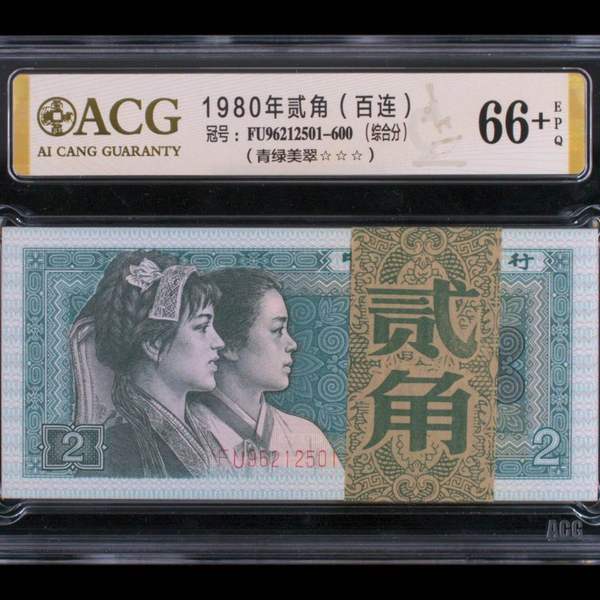 ACG
AI CANG GUARANTY
1980年贰角（百连）
冠号：FU96212501-600（综合分）
（青绿美翠☆☆☆）
66+
EPQ
行
贰角
2
FU96212501
2
ACG